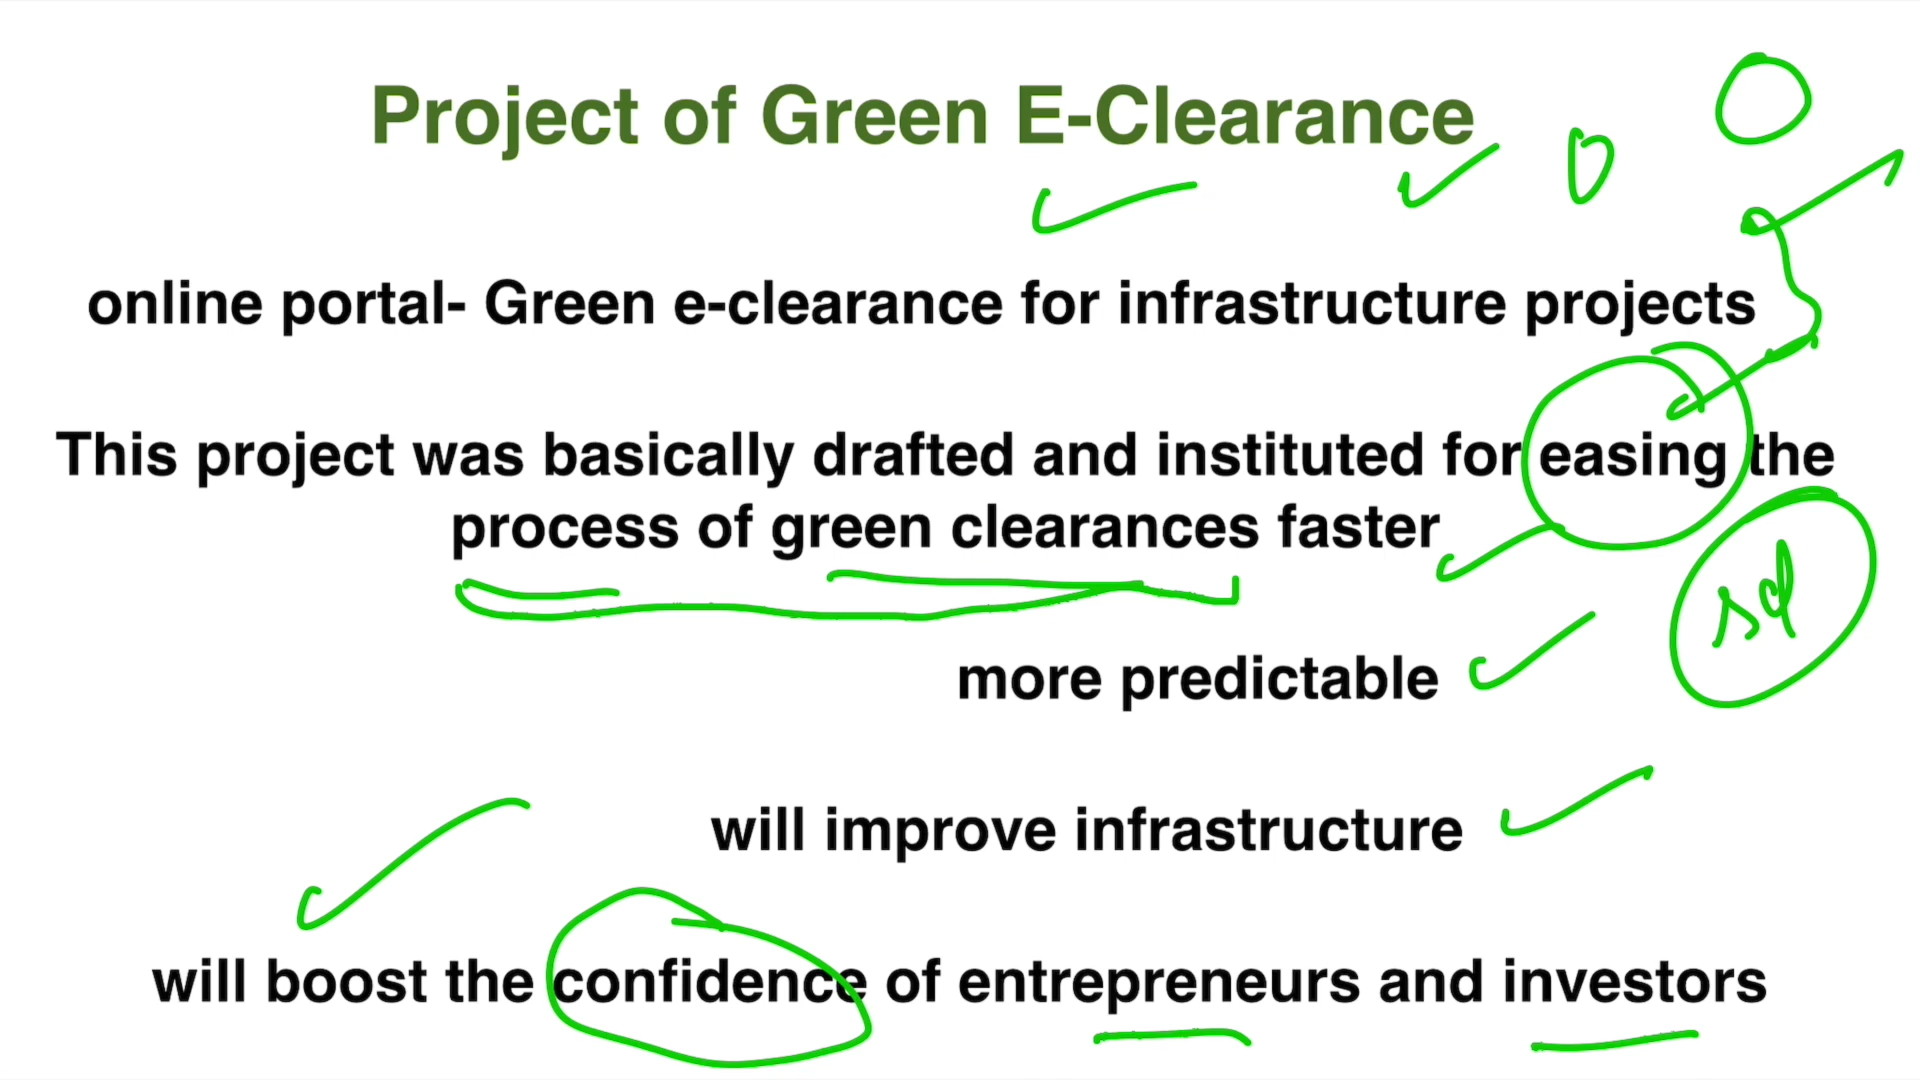 Project of Green E-Clearance
online portal- Green e-clearance for infrastructure projects
This project was basically drafted and instituted for easing the
process of green clearances faster
sd
more predictable
will improve infrastructure
will boost the confidence of entrepreneurs and investors